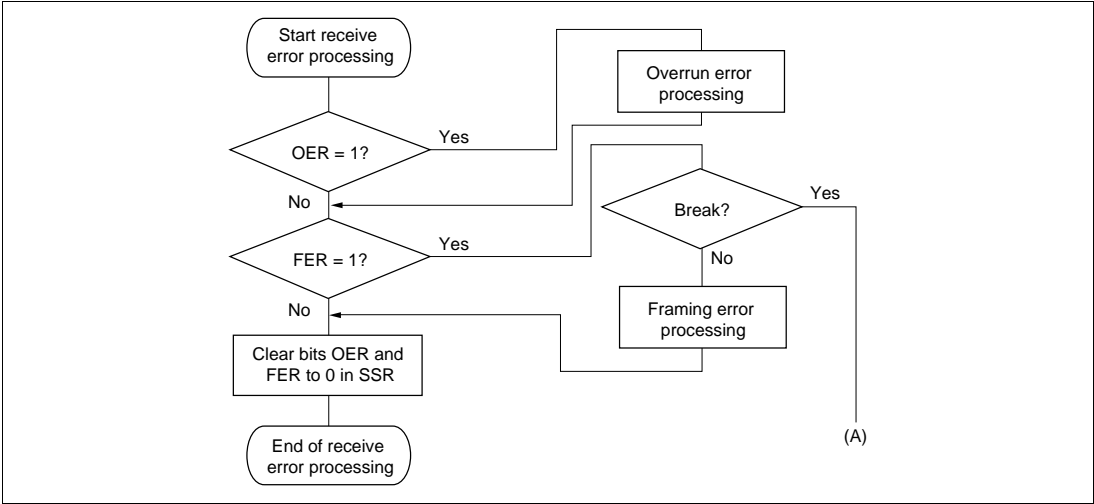 Start receive
error processing
OER = 1?
Yes
No
Overrun error
processing
FER = 1?
Yes
No
Break?
Yes
No
Framing error
processing
Clear bits OER and
FER to 0 in SSR
End of receive
error processing
(A)